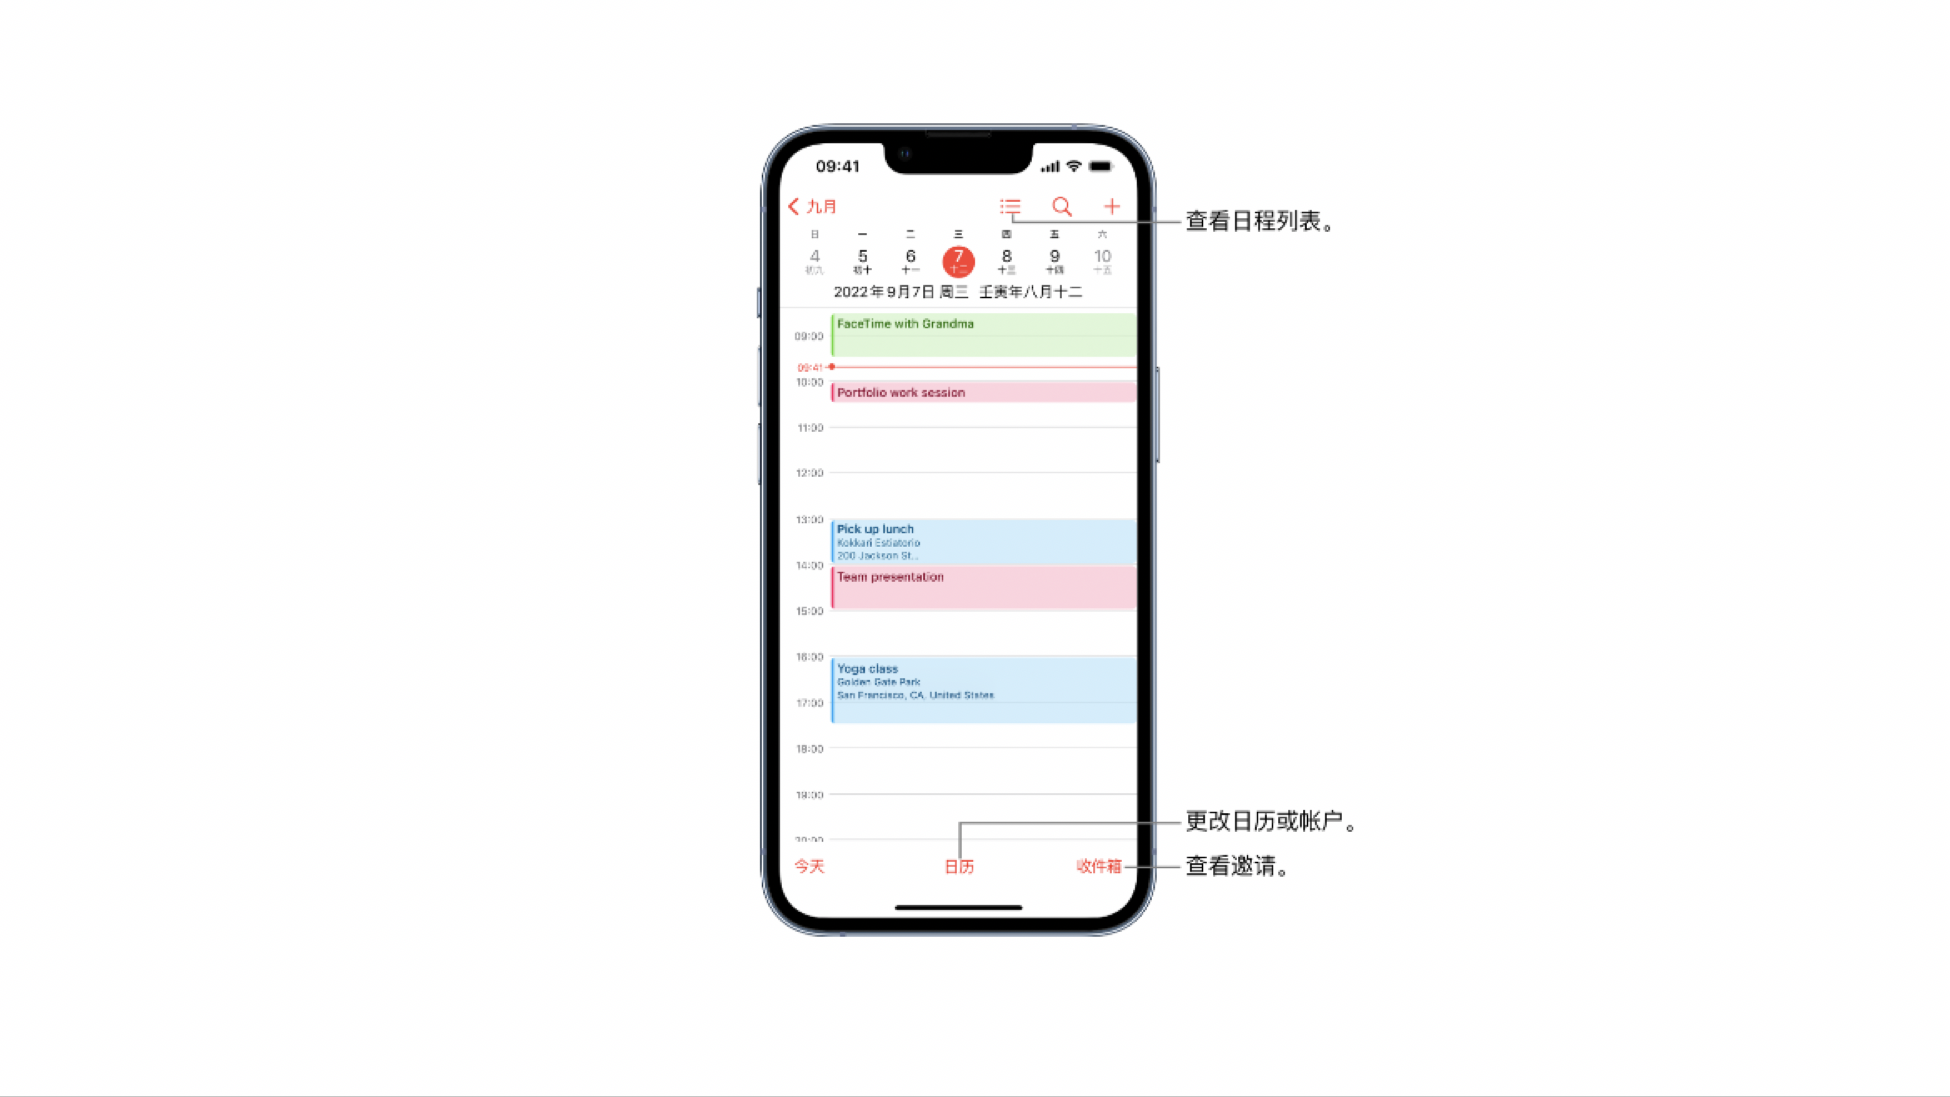 09:41
九月
查看日程列表。
日 一 二 三 四 五 六
4 5 6 7 8 9 10
初九 初十 十一 十二 十三 十四 十五
2022年9月7日 周三 壬寅年八月十二
FaceTime with Grandma
09:00
09:41
10:00
Portfolio work session
11:00
12:00
13:00
Pick up lunch
Kokkari Estiatorio
200 Jackson St...
14:00
Team presentation
15:00
16:00
Yoga class
Golden Gate Park
San Francisco, CA, United States
17:00
18:00
19:00
更改日历或帐户。
今天 日历 收件箱
查看邀请。